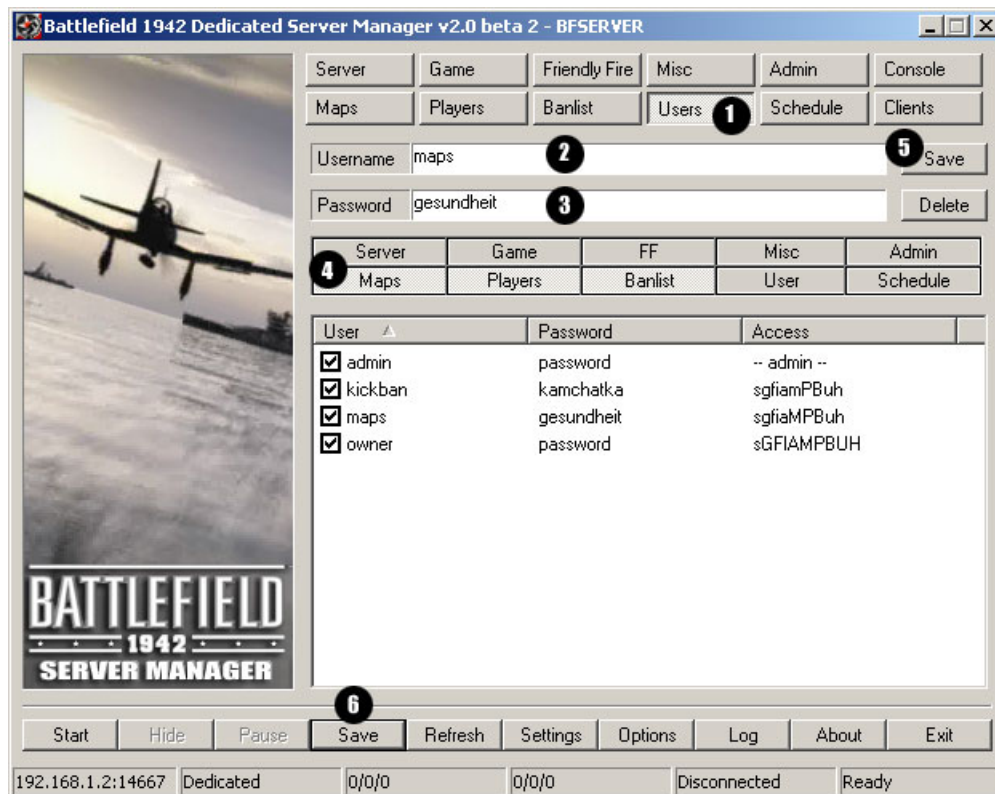 Battlefield 1942 Dedicated Server Manager v2.0 beta 2 - BFSERVER
Server Game Friendly Fire Misc Admin Console
Maps Players Banlist Users 1 Schedule Clients
Username maps 2 5 Save
Password gesundheit 3 Delete
4
Server Game FF Misc Admin
Maps Players Banlist User Schedule
User Password Access
admin password -- admin --
kickban kamchatka sgfiamPBuh
maps gesundheit sgfiaMPBuh
owner password sGFIAMPBUH
BATTLEFIELD
1942
SERVER MANAGER
6
Start Hide Pause Save Refresh Settings Options Log About Exit
192.168.1.2:14667 Dedicated 0/0/0 0/0/0 Disconnected Ready